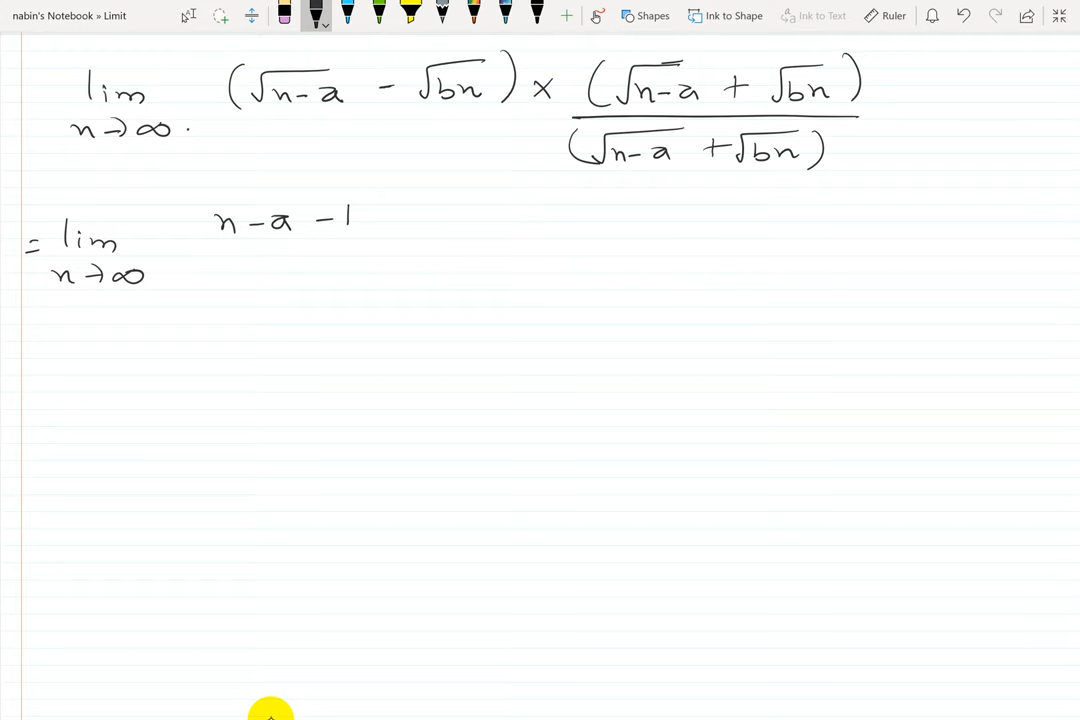 nabin's Notebook » Limit Shapes Ink to Shape Ink to Text Ruler
lim (√n-a - √bn) × (√n-a + √bn)
n→∞. (√n-a + √bn)
= lim n-a -1
n→∞